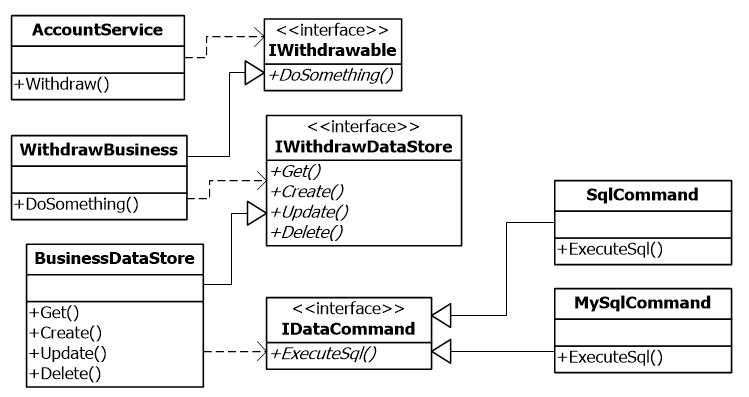 AccountService
+Withdraw()
<<interface>>
IWithdrawable
+DoSomething()
WithdrawBusiness
+DoSomething()
<<interface>>
IWithdrawDataStore
+Get()
+Create()
+Update()
+Delete()
BusinessDataStore
+Get()
+Create()
+Update()
+Delete()
<<interface>>
IDataCommand
+ExecuteSql()
SqlCommand
+ExecuteSql()
MySqlCommand
+ExecuteSql()